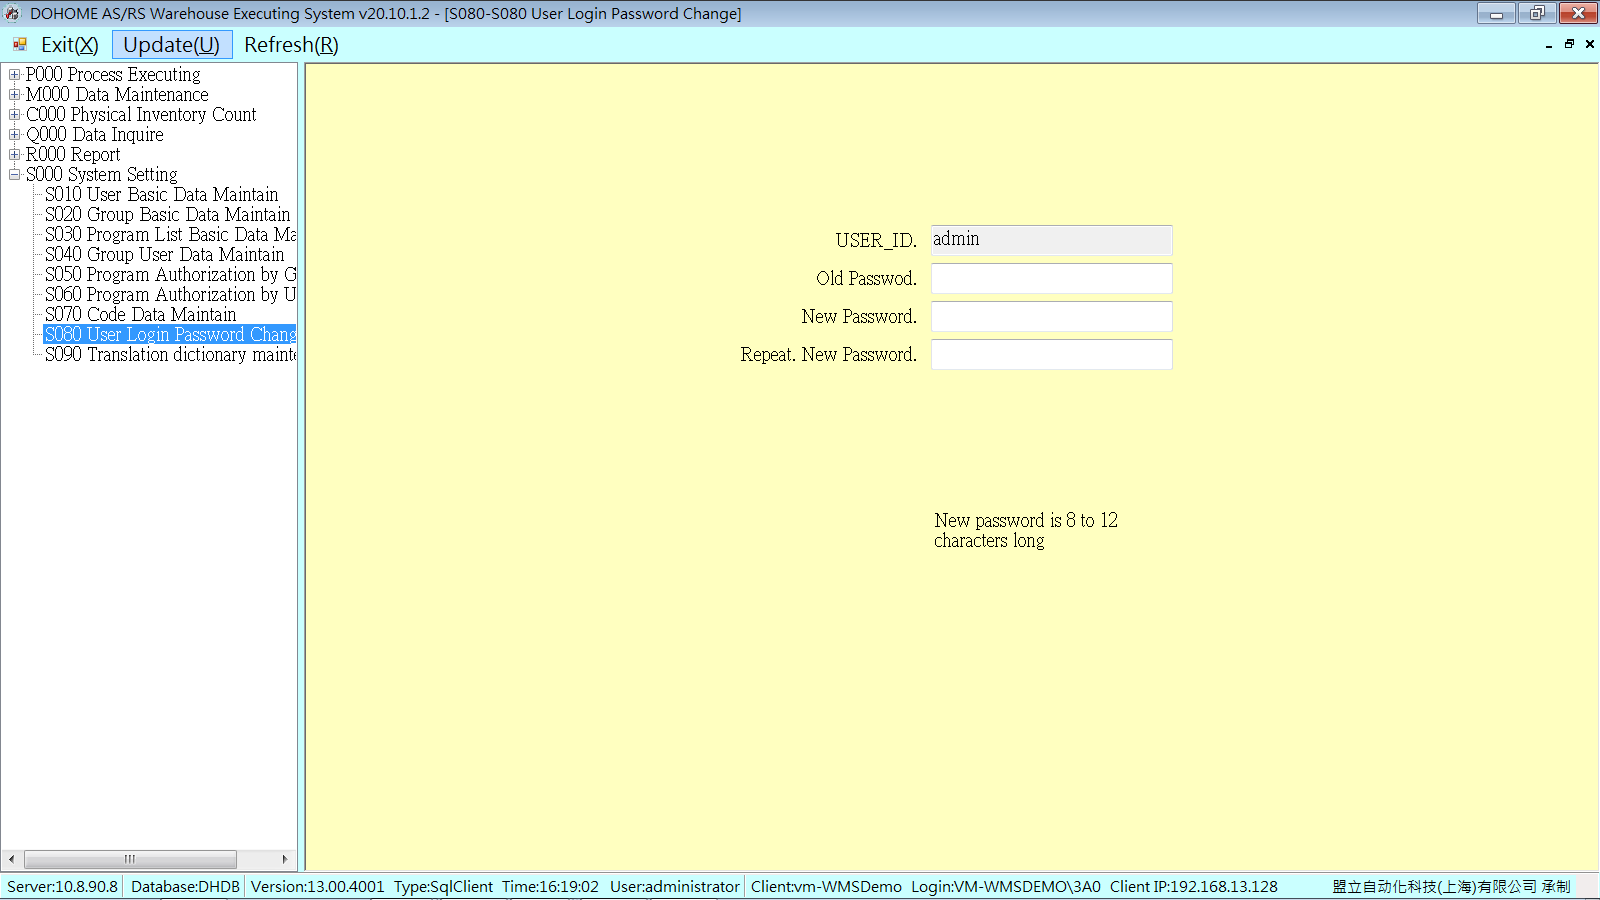 DOHOME AS/RS Warehouse Executing System v20.10.1.2 - [S080-S080 User Login Password Change]
Exit(X) Update(U) Refresh(R)
P000 Process Executing
M000 Data Maintenance
C000 Physical Inventory Count
Q000 Data Inquire
R000 Report
S000 System Setting
S010 User Basic Data Maintain
S020 Group Basic Data Maintain
S030 Program List Basic Data Ma
S040 Group User Data Maintain
S050 Program Authorization by G
S060 Program Authorization by U
S070 Code Data Maintain
S080 User Login Password Chang
S090 Translation dictionary mainte
USER_ID. admin
Old Passwod.
New Password.
Repeat. New Password.
New password is 8 to 12
characters long
Server:10.8.90.8 Database:DHDB Version:13.00.4001 Type:SqlClient Time:16:19:02 User:administrator Client:vm-WMSDemo Login:VM-WMSDEMO\3A0 Client IP:192.168.13.128 盟立自动化科技(上海)有限公司 承制